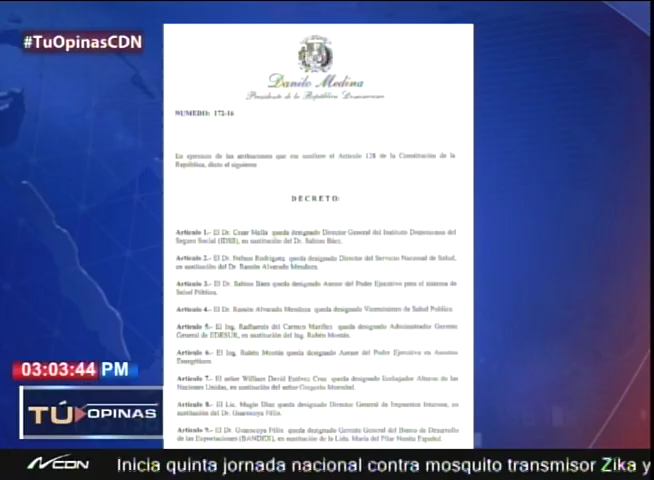 #TuOpinasCDN
Danilo Medina
Presidente de la República Dominicana
NUMERO: 172-16
En ejercicio de las atribuciones que me confiere el Artículo 128 de la Constitución de la
República, dicto el siguiente
DECRETO:
Artículo 1.- El Dr. Cesar Mella queda designado Director General del Instituto Dominicano del
Seguro Social (IDSS), en sustitución del Dr. Sabino Báez.
Artículo 2.- El Dr. Nelson Rodríguez queda designado Director del Servicio Nacional de Salud,
en sustitución del Dr. Ramón Alvarado Mendoza.
Artículo 3.- El Dr. Sabino Báez queda designado Asesor del Poder Ejecutivo para el sistema de
Salud Pública.
Artículo 4.- El Dr. Ramón Alvarado Mendoza queda designado Viceministro de Salud Pública.
Artículo 5.- El Ing. Radhamés del Carmen Maríñez queda designado Administrador Gerente
General de EDESUR, en sustitución del Ing. Rubén Montás.
Artículo 6.- El Ing. Rubén Montás queda designado Asesor del Poder Ejecutivo en Asuntos
Energéticos.
Artículo 7.- El señor William David Estévez Cruz queda designado Embajador Alterno de las
Naciones Unidas, en sustitución del señor Gregorio
Artículo 8.- El Lic. Magín Díaz queda designado Director General de Impuestos Internos, en
sustitución del Dr. Guarocuya Félix.
Artículo 9.- El Dr. Guarocuya Félix queda designado Gerente General del Banco de Desarrollo
de las Exportaciones (BANDEX), en sustitución de la Licda. María del Pilar Español.
03:03:44 PM
TÚ OPINAS
CDN
Inicia quinta jornada nacional contra mosquito transmisor Zika y